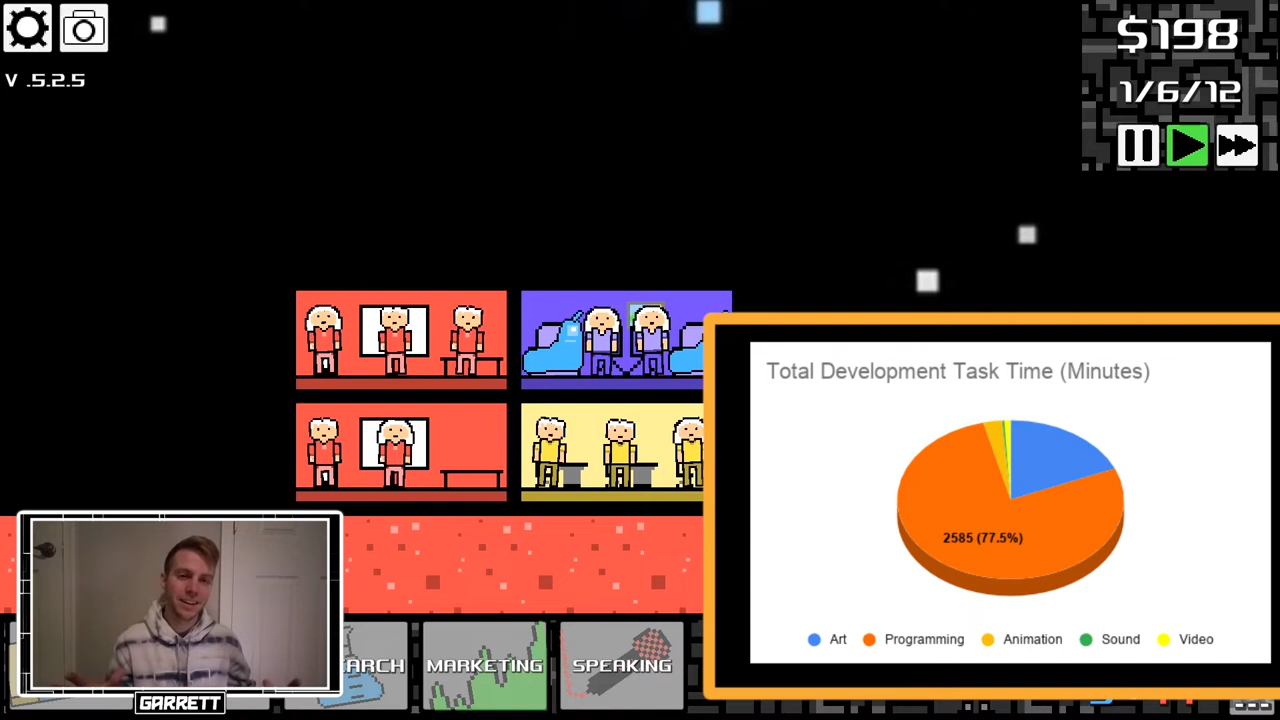 $198
V .5.2.5
1/6/12
Total Development Task Time (Minutes)
2585 (77.5%)
Art
Programming
Animation
Sound
Video
ARCH
MARKETING
SPEAKING
GARRETT